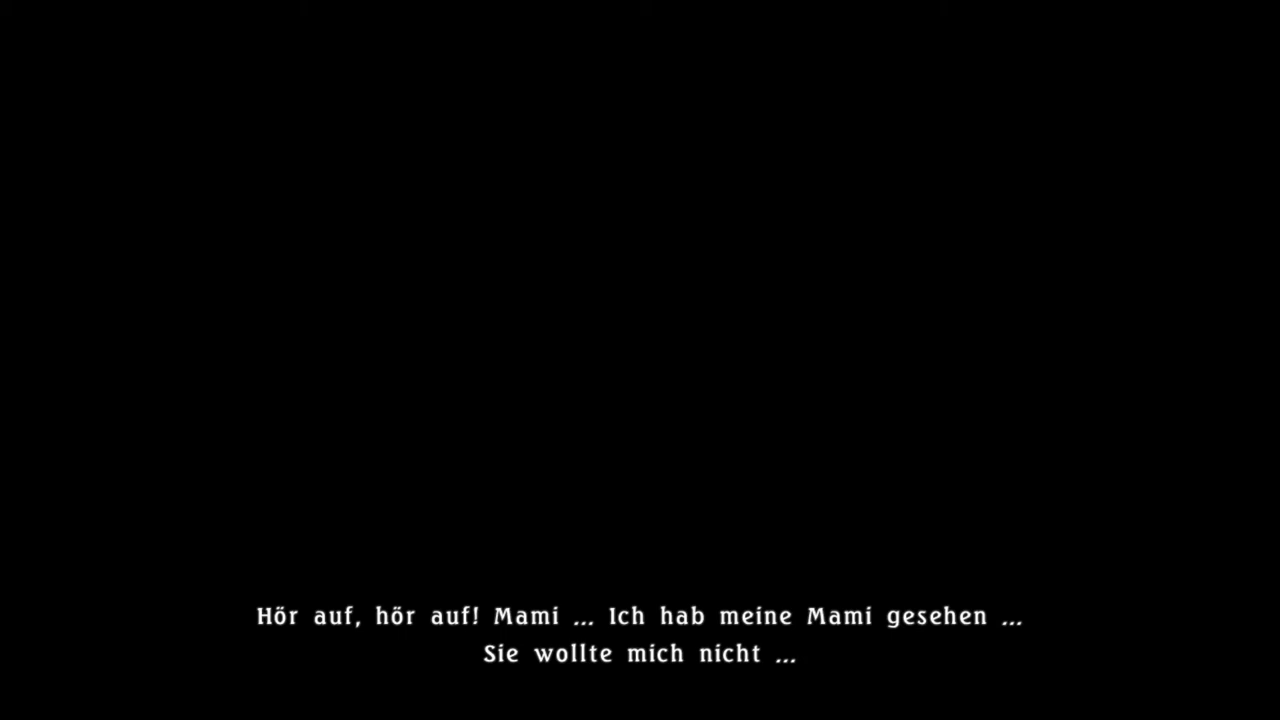 Hör auf, hör auf! Mami ... Ich hab meine Mami gesehen ...
Sie wollte mich nicht ...